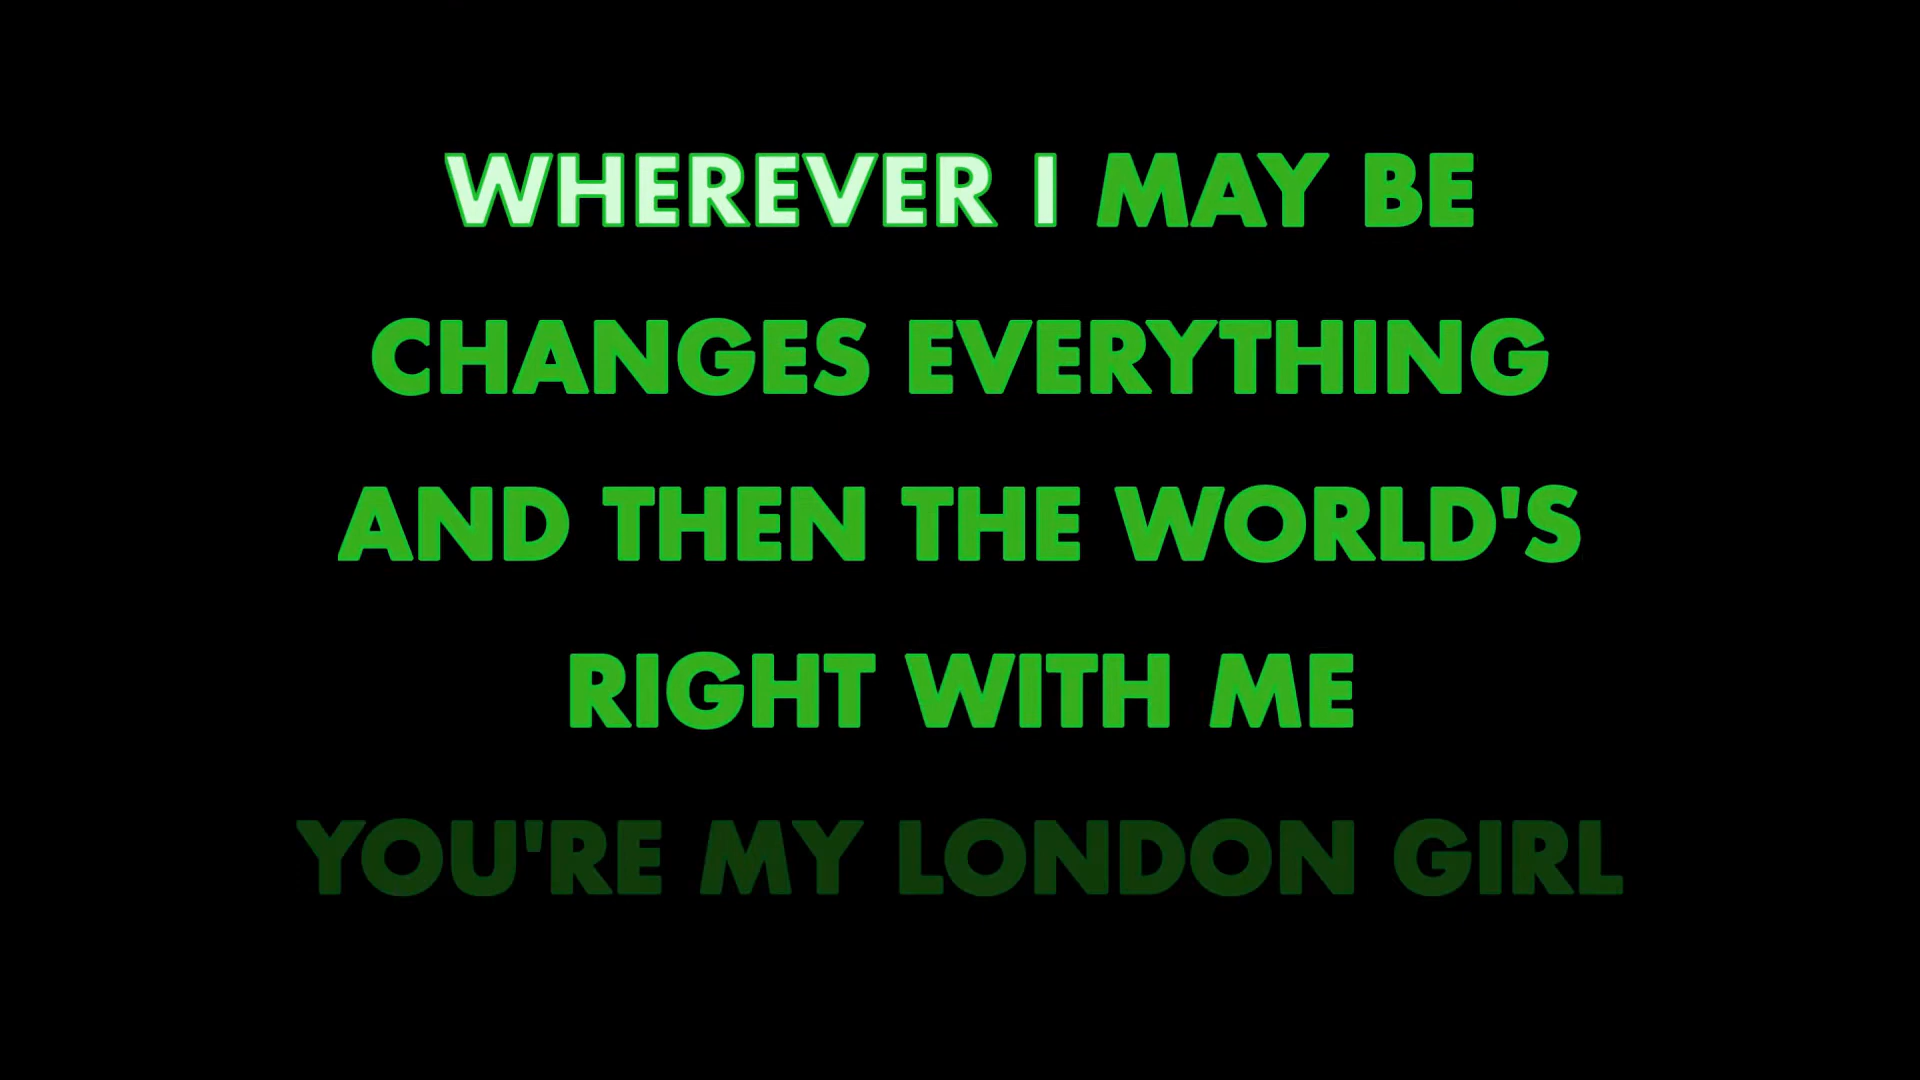 WHEREVER I MAY BE
CHANGES EVERYTHING
AND THEN THE WORLD'S
RIGHT WITH ME
YOU'RE MY LONDON GIRL